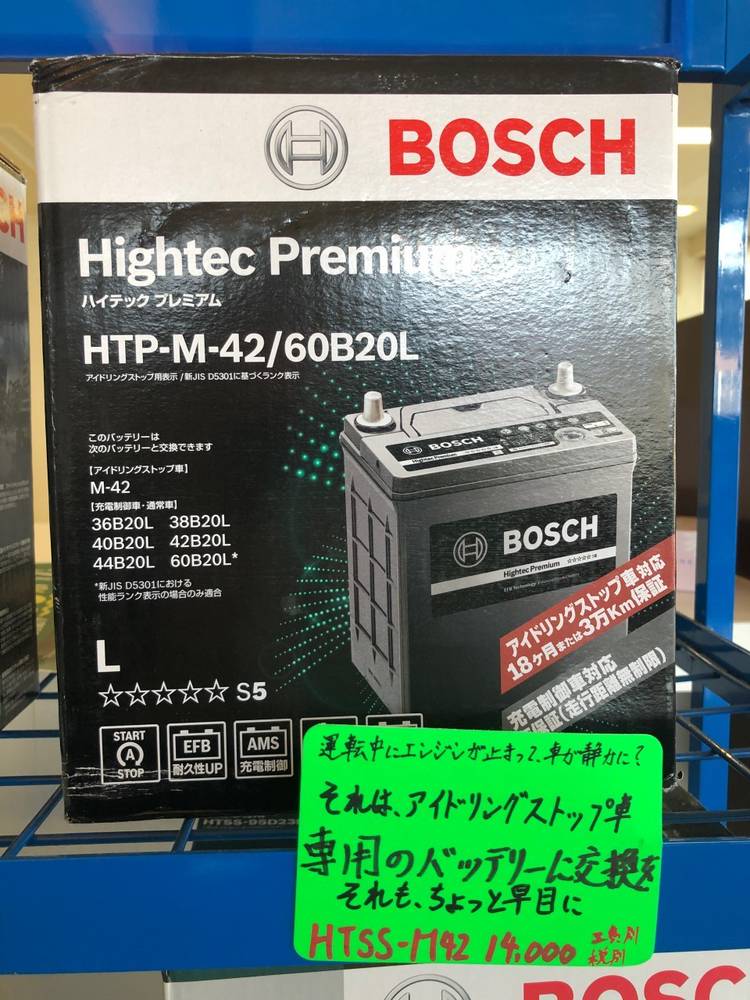 BOSCH
Hightec Premium
ハイテック プレミアム
HTP-M-42/60B20L
アイドリングストップ用表示 / 新JIS D5301に基づくランク表示
このバッテリーは
次のバッテリーと交換できます
【アイドリングストップ車】
M-42
【充電制御車・通常車】
36B20L 38B20L
40B20L 42B20L
44B20L 60B20L*
*新JIS D5301における
性能ランク表示の場合のみ適合
L
☆☆☆☆☆ S5
START
A
STOP
EFB
耐久性UP
AMS
充電制御
BOSCH
BOSCH
Hightec Premium
アイドリングストップ車対応
18ヶ月または3万Km保証
充電制御車対応
保証(走行距離無制限)
運転中にエンジンが止まって、車が静かに?
それは、アイドリングストップ車
専用のバッテリーに交換を
それも、ちょっと早目に
HTSS-M42 14,000 工賃別
税別
BOSCH